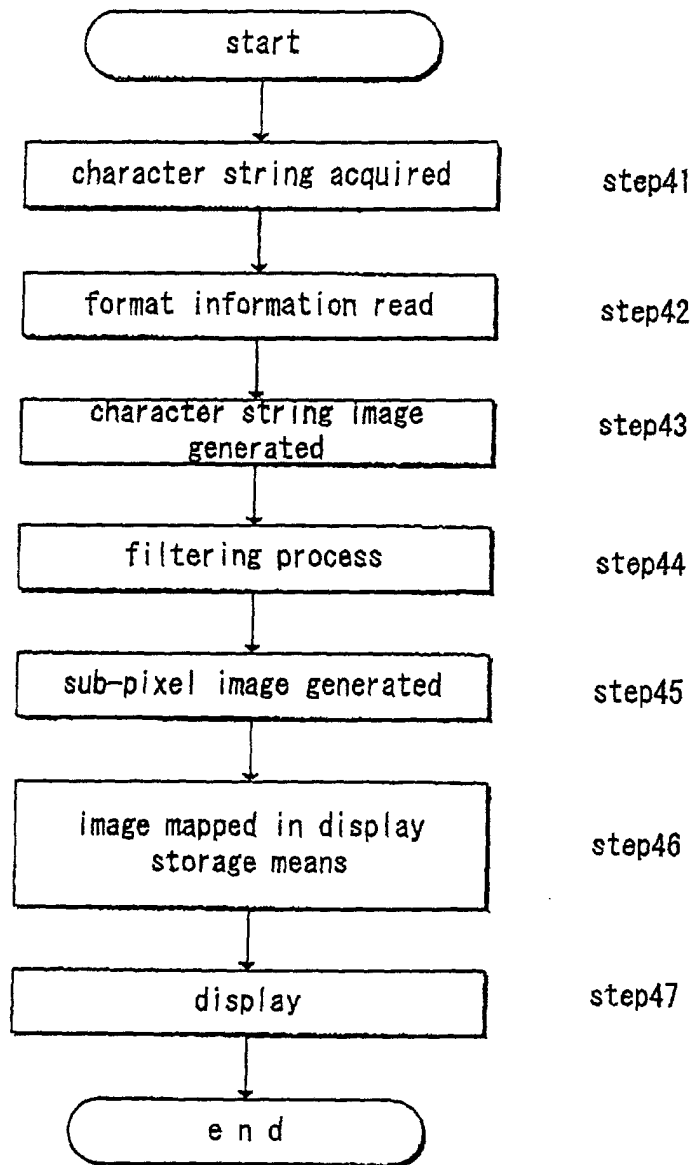 start
character string acquired
step41
format information read
step42
character string image
generated
step43
filtering process
step44
sub-pixel image generated
step45
image mapped in display
storage means
step46
display
step47
e n d